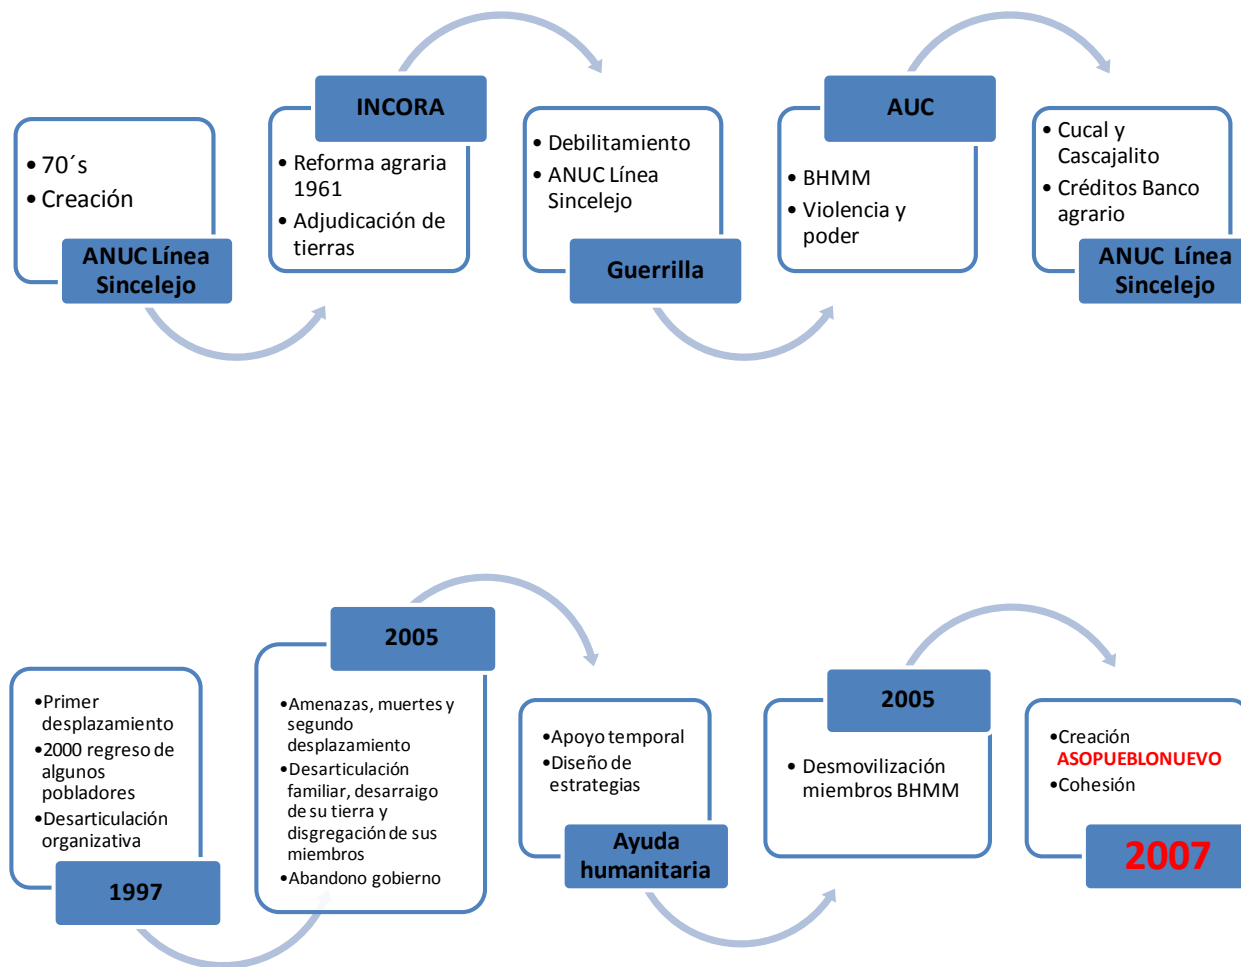 • 70´s
• Creación
ANUC Línea
Sincelejo
INCORA
• Reforma agraria
1961
• Adjudicación de
tierras
• Debilitamiento
• ANUC Línea
Sincelejo
Guerrilla
AUC
• BHMM
• Violencia y
poder
• Cucal y
Cascajalito
• Créditos Banco
agrario
ANUC Línea
Sincelejo
•Primer
desplazamiento
•2000 regreso de
algunos
pobladores
•Desarticulación
organizativa
1997
2005
•Amenazas, muertes y
segundo
desplazamiento
•Desarticulación
familiar, desarraigo
de su tierra y
disgregación de sus
miembros
•Abandono gobierno
•Apoyo temporal
•Diseño de
estrategias
Ayuda
humanitaria
2005
• Desmovilización
miembros BHMM
•Creación
ASOPUEBLONUEVO
•Cohesión
2007